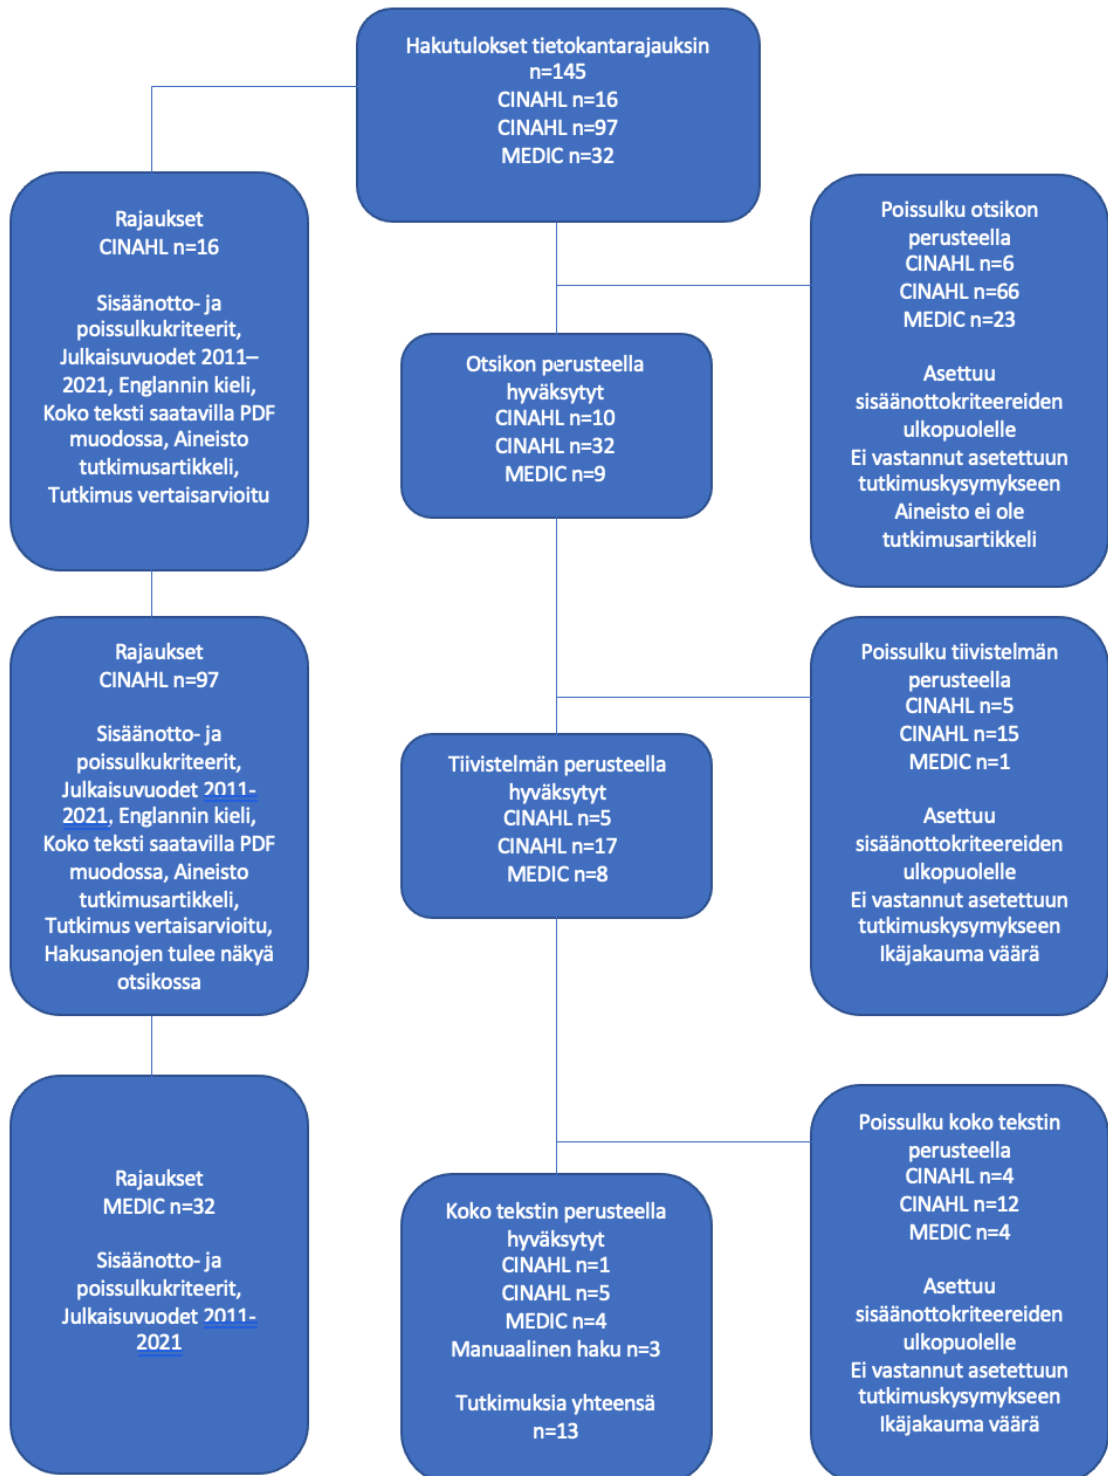 Hakutulokset tietokantarajauksin
n=145
CINAHL n=16
CINAHL n=97
MEDIC n=32
Rajaukset
CINAHL n=16
Sisäänotto- ja
poissulkukriteerit,
Julkaisuvuodet 2011–
2021, Englannin kieli,
Koko teksti saatavilla PDF
muodossa, Aineisto
tutkimusartikkeli,
Tutkimus vertaisarvioitu
Poissulku otsikon
perusteella
CINAHL n=6
CINAHL n=66
MEDIC n=23
Asettuu
sisäänottokriteereiden
ulkopuolelle
Ei vastannut asetettuun
tutkimuskysymykseen
Aineisto ei ole
tutkimusartikkeli
Otsikon perusteella
hyväksytyt
CINAHL n=10
CINAHL n=32
MEDIC n=9
Rajaukset
CINAHL n=97
Sisäänotto- ja
poissulkukriteerit,
Julkaisuvuodet 2011-
2021, Englannin kieli,
Koko teksti saatavilla PDF
muodossa, Aineisto
tutkimusartikkeli,
Tutkimus vertaisarvioitu,
Hakusanojen tulee näkyä
otsikossa
Poissulku tiivistelmän
perusteella
CINAHL n=5
CINAHL n=15
MEDIC n=1
Asettuu
sisäänottokriteereiden
ulkopuolelle
Ei vastannut asetettuun
tutkimuskysymykseen
Ikäjakauma väärä
Tiivistelmän perusteella
hyväksytyt
CINAHL n=5
CINAHL n=17
MEDIC n=8
Rajaukset
MEDIC n=32
Sisäänotto- ja
poissulkukriteerit,
Julkaisuvuodet 2011-
2021
Poissulku koko tekstin
perusteella
CINAHL n=4
CINAHL n=12
MEDIC n=4
Asettuu
sisäänottokriteereiden
ulkopuolelle
Ei vastannut asetettuun
tutkimuskysymykseen
Ikäjakauma väärä
Koko tekstin perusteella
hyväksytyt
CINAHL n=1
CINAHL n=5
MEDIC n=4
Manuaalinen haku n=3
Tutkimuksia yhteensä
n=13